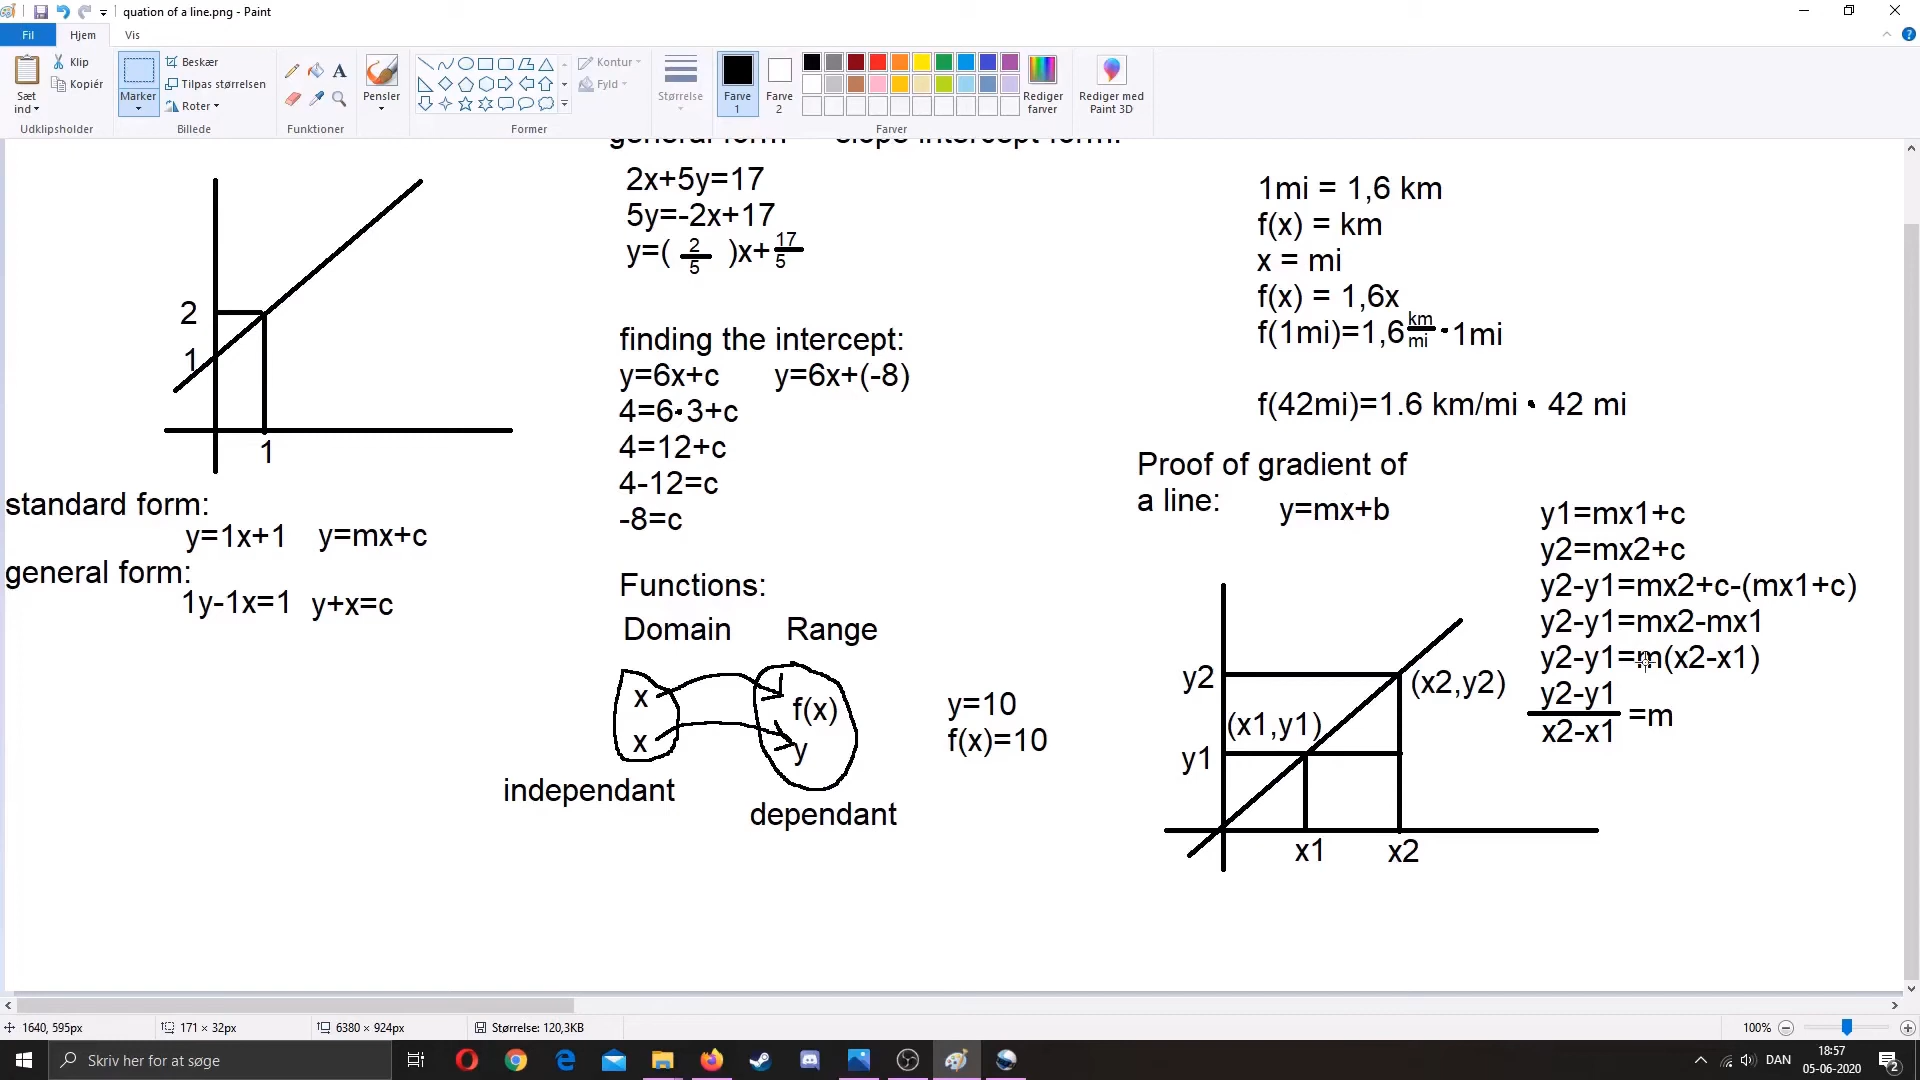 quation of a line.png - Paint
Fil Hjem Vis
Sæt ind
Klip
Kopiér
Udklipsholder
Marker
Beskær
Tilpas størrelsen
Roter
Billede
A
Funktioner
Pensler
Kontur
Fyld
Former
Størrelse
Farve 1
Farve 2
Rediger farver
Farver
Rediger med Paint 3D
general form slope intercept form:
2x+5y=17
5y=-2x+17
y=( 2/5 )x+17/5
finding the intercept:
y=6x+c y=6x+(-8)
4=6·3+c
4=12+c
4-12=c
-8=c
2
1
1
standard form:
y=1x+1 y=mx+c
general form:
1y-1x=1 y+x=c
Functions:
Domain Range
x f(x)
x y
independant
dependant
y=10
f(x)=10
1mi = 1,6 km
f(x) = km
x = mi
f(x) = 1,6x
f(1mi)=1,6 km/mi · 1mi
f(42mi)=1.6 km/mi · 42 mi
Proof of gradient of
a line: y=mx+b
y2 (x2,y2)
(x1,y1)
y1
x1 x2
y1=mx1+c
y2=mx2+c
y2-y1=mx2+c-(mx1+c)
y2-y1=mx2-mx1
y2-y1=m(x2-x1)
y2-y1
x2-x1 =m
1640, 595px 171 × 32px 6380 × 924px Størrelse: 120,3KB 100%
Skriv her for at søge
DAN
18:57
05-06-2020
2